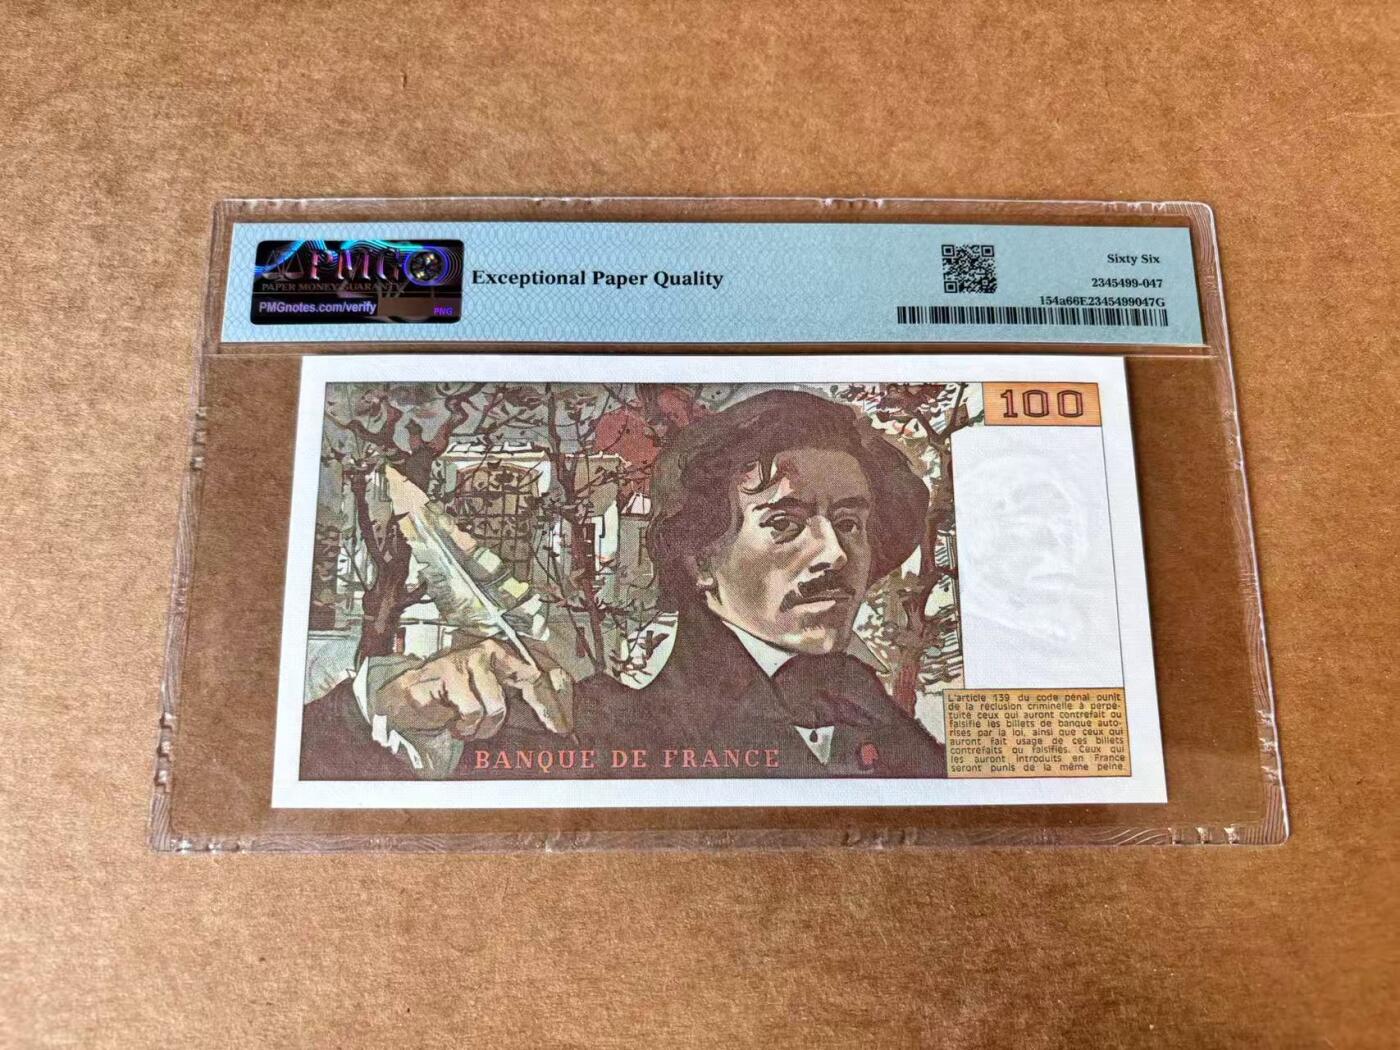 PMG
PAPER MONEY GUARANTY
PMGnotes.com/verify
PNG
Exceptional Paper Quality
Sixty Six
2345499-047
154a66E2345499047G
100
BANQUE DE FRANCE
L'article 139 du code pénal punit
de la réclusion criminelle à perpé-
tuité ceux qui auront contrefait ou
falsifié les billets de banque auto-
risés par la loi, ainsi que ceux qui
auront fait usage de ces billets
contrefaits ou falsifiés. Ceux qui
les auront introduits en France
seront punis de la même peine.